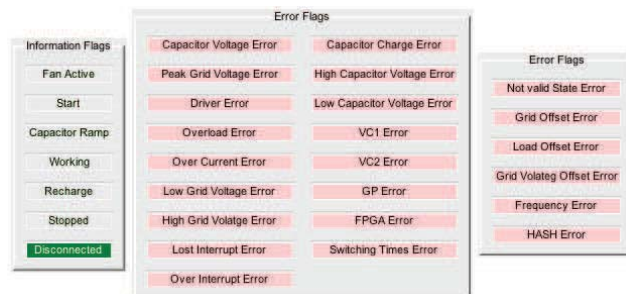 Information Flags
Fan Active
Start
Capacitor Ramp
Working
Recharge
Stopped
Disconnected
Error Flags
Capacitor Voltage Error
Peak Grid Voltage Error
Driver Error
Overload Error
Over Current Error
Low Grid Voltage Error
High Grid Volatge Error
Lost Interrupt Error
Over Interrupt Error
Capacitor Charge Error
High Capacitor Voltage Error
Low Capacitor Voltage Error
VC1 Error
VC2 Error
GP Error
FPGA Error
Switching Times Error
Error Flags
Not valid State Error
Grid Offset Error
Load Offset Error
Grid Volateg Offset Error
Frequency Error
HASH Error